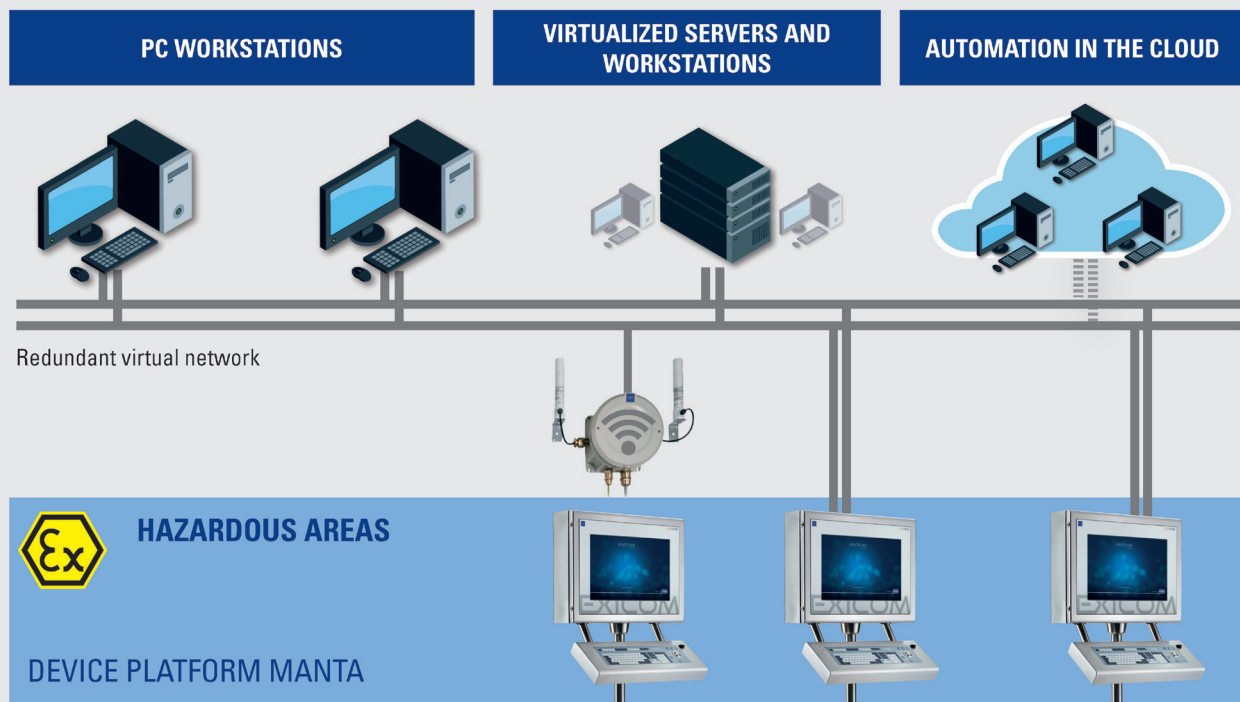 PC WORKSTATIONS
VIRTUALIZED SERVERS AND
WORKSTATIONS
AUTOMATION IN THE CLOUD
Redundant virtual network
Ex
HAZARDOUS AREAS
EXICOM
EXICOM
EXICOM
DEVICE PLATFORM MANTA